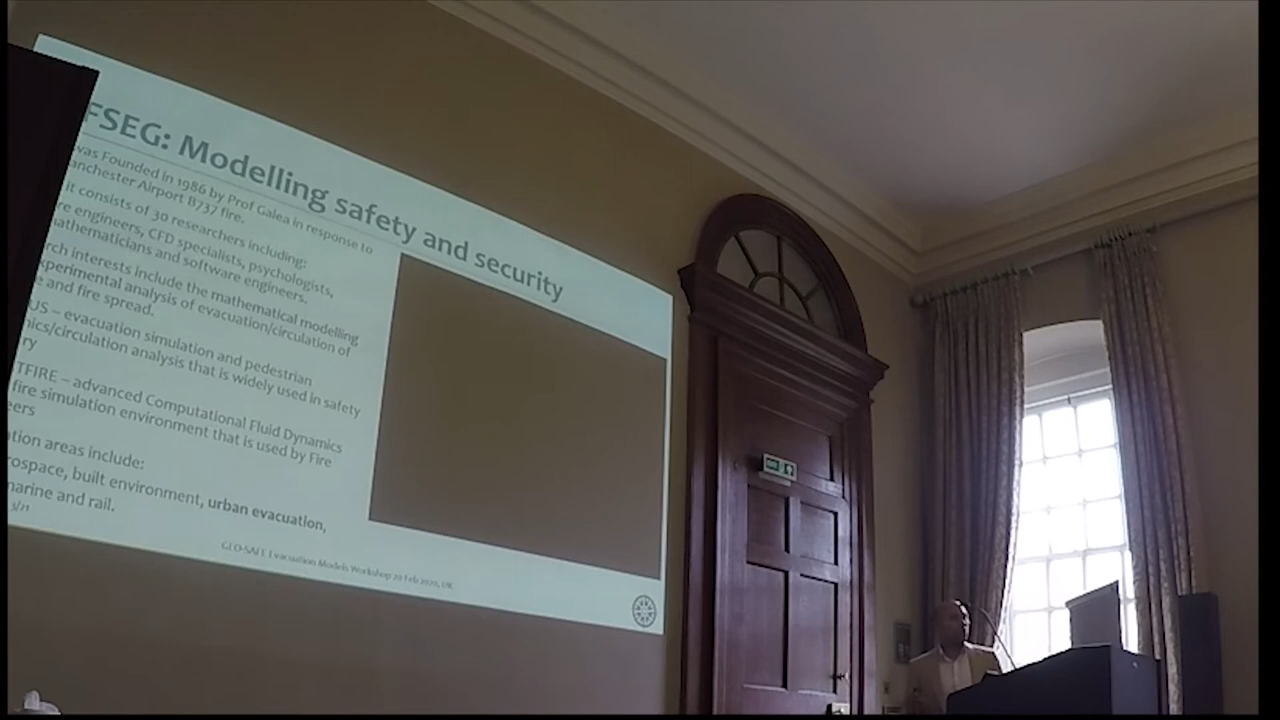 FSEG: Modelling safety and security
was Founded in 1986 by Prof Galea in response to
anchester Airport B737 fire.
it consists of 30 researchers including:
re engineers, CFD specialists, psychologists,
athematicians and software engineers.
rch interests include the mathematical modelling
xperimental analysis of evacuation/circulation of
e and fire spread.
US – evacuation simulation and pedestrian
ics/circulation analysis that is widely used in safety
ry
TFIRE – advanced Computational Fluid Dynamics
fire simulation environment that is used by Fire
eers
ation areas include:
rospace, built environment, urban evacuation,
marine and rail.
3/21
GEO-SAFE Evacuation Models Workshop 20 Feb 2020, UK